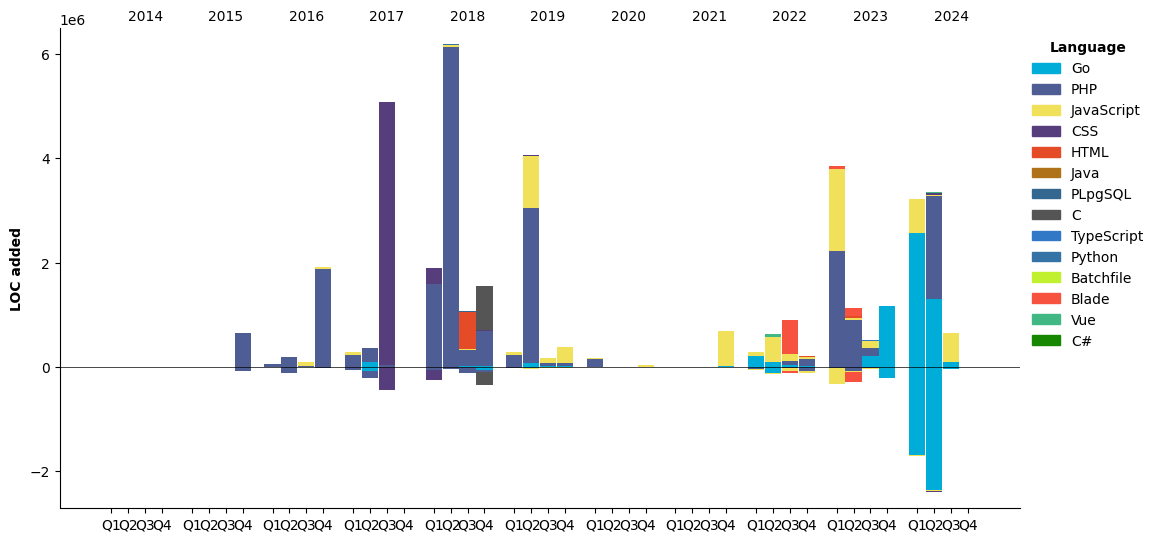 2014 2015 2016 2017 2018 2019 2020 2021 2022 2023 2024
1e6
6
4
2
0
−2
LOC added
Q1Q2Q3Q4 Q1Q2Q3Q4 Q1Q2Q3Q4 Q1Q2Q3Q4 Q1Q2Q3Q4 Q1Q2Q3Q4 Q1Q2Q3Q4 Q1Q2Q3Q4 Q1Q2Q3Q4 Q1Q2Q3Q4 Q1Q2Q3Q4
Language
Go
PHP
JavaScript
CSS
HTML
Java
PLpgSQL
C
TypeScript
Python
Batchfile
Blade
Vue
C#